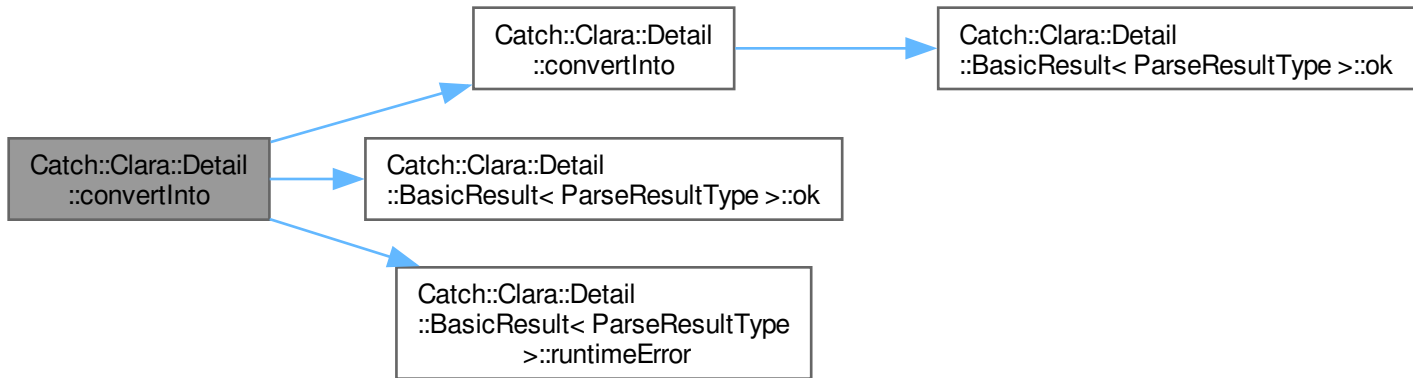 Catch::Clara::Detail
::convertInto
Catch::Clara::Detail
::convertInto
Catch::Clara::Detail
::BasicResult< ParseResultType >::ok
Catch::Clara::Detail
::BasicResult< ParseResultType >::ok
Catch::Clara::Detail
::BasicResult< ParseResultType
>::runtimeError